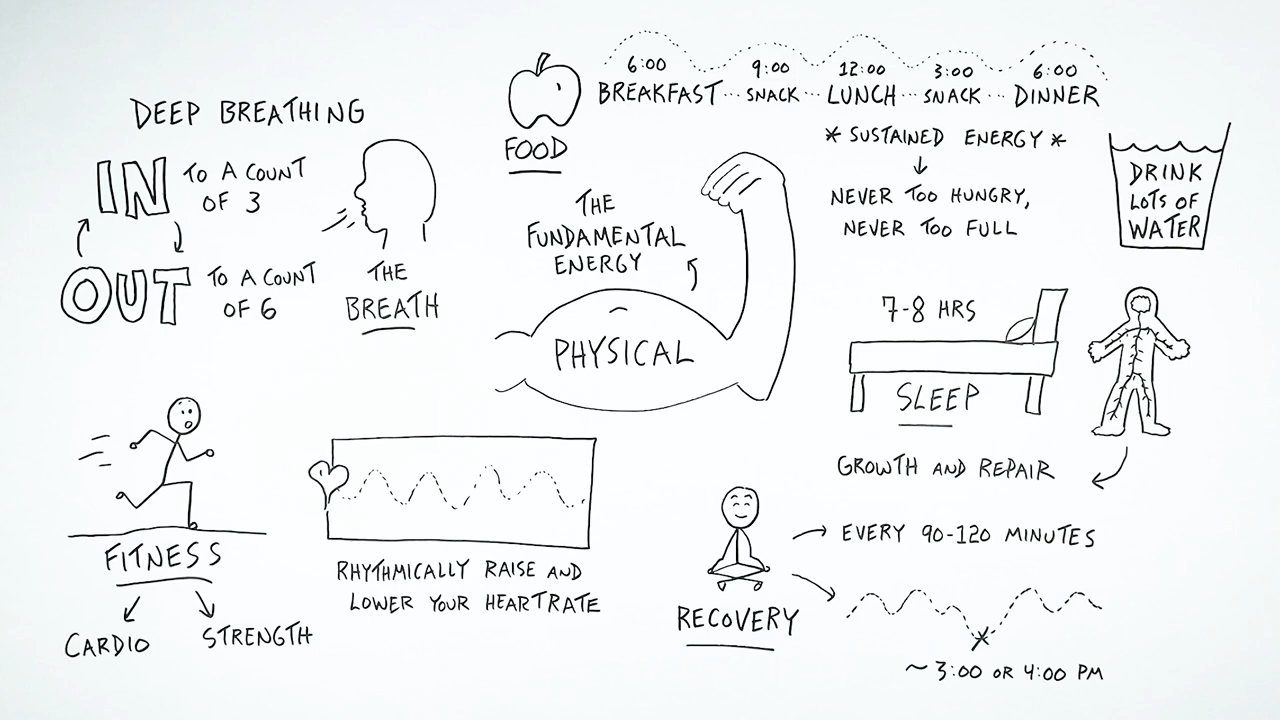 DEEP BREATHING
IN TO A COUNT
OF 3
OUT TO A COUNT
OF 6
THE
BREATH
FOOD
6:00 9:00 12:00 3:00 6:00
BREAKFAST ... SNACK ... LUNCH ... SNACK ... DINNER
* SUSTAINED ENERGY *
NEVER TOO HUNGRY,
NEVER TOO FULL
DRINK
LOTS OF
WATER
THE
FUNDAMENTAL
ENERGY
PHYSICAL
7-8 HRS
SLEEP
GROWTH AND REPAIR
FITNESS
CARDIO STRENGTH
RHYTHMICALLY RAISE AND
LOWER YOUR HEARTRATE
RECOVERY
EVERY 90-120 MINUTES
~ 3:00 OR 4:00 PM